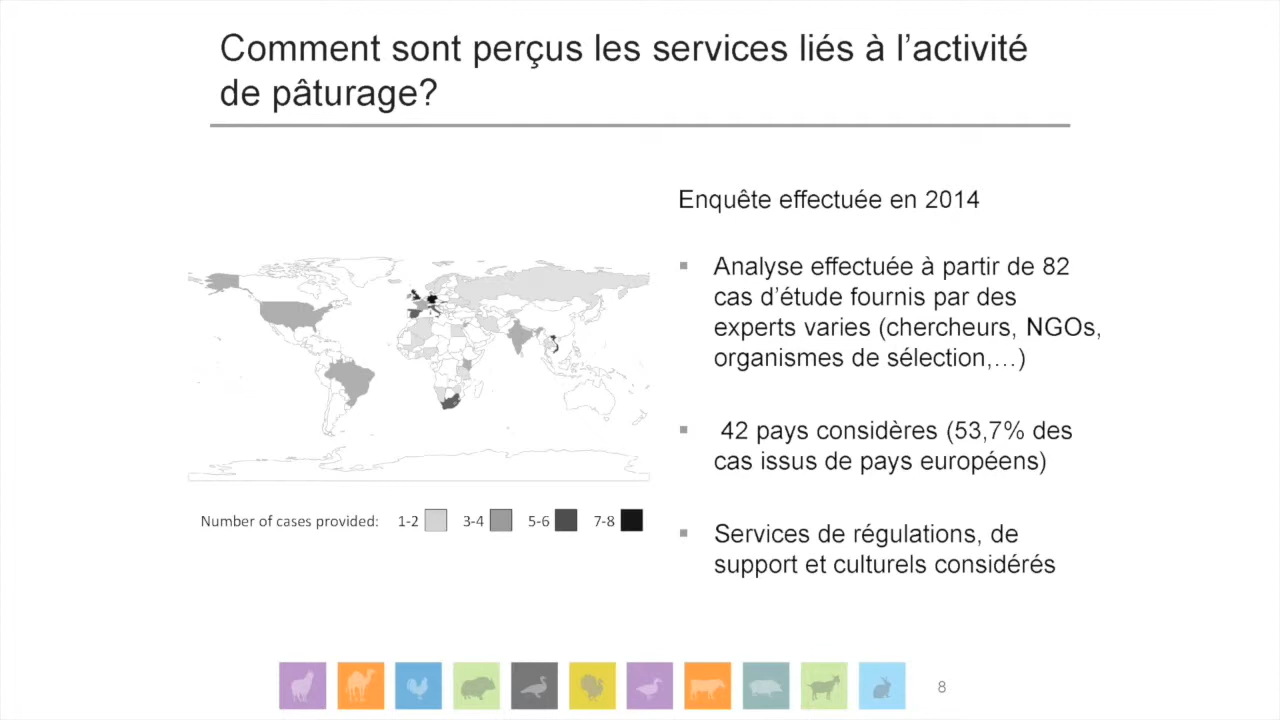 Comment sont perçus les services liés à l’activité
de pâturage?
Enquête effectuée en 2014
Analyse effectuée à partir de 82
cas d’étude fournis par des
experts varies (chercheurs, NGOs,
organismes de sélection,…)
42 pays considères (53,7% des
cas issus de pays européens)
Services de régulations, de
support et culturels considérés
Number of cases provided: 1-2 3-4 5-6 7-8
8